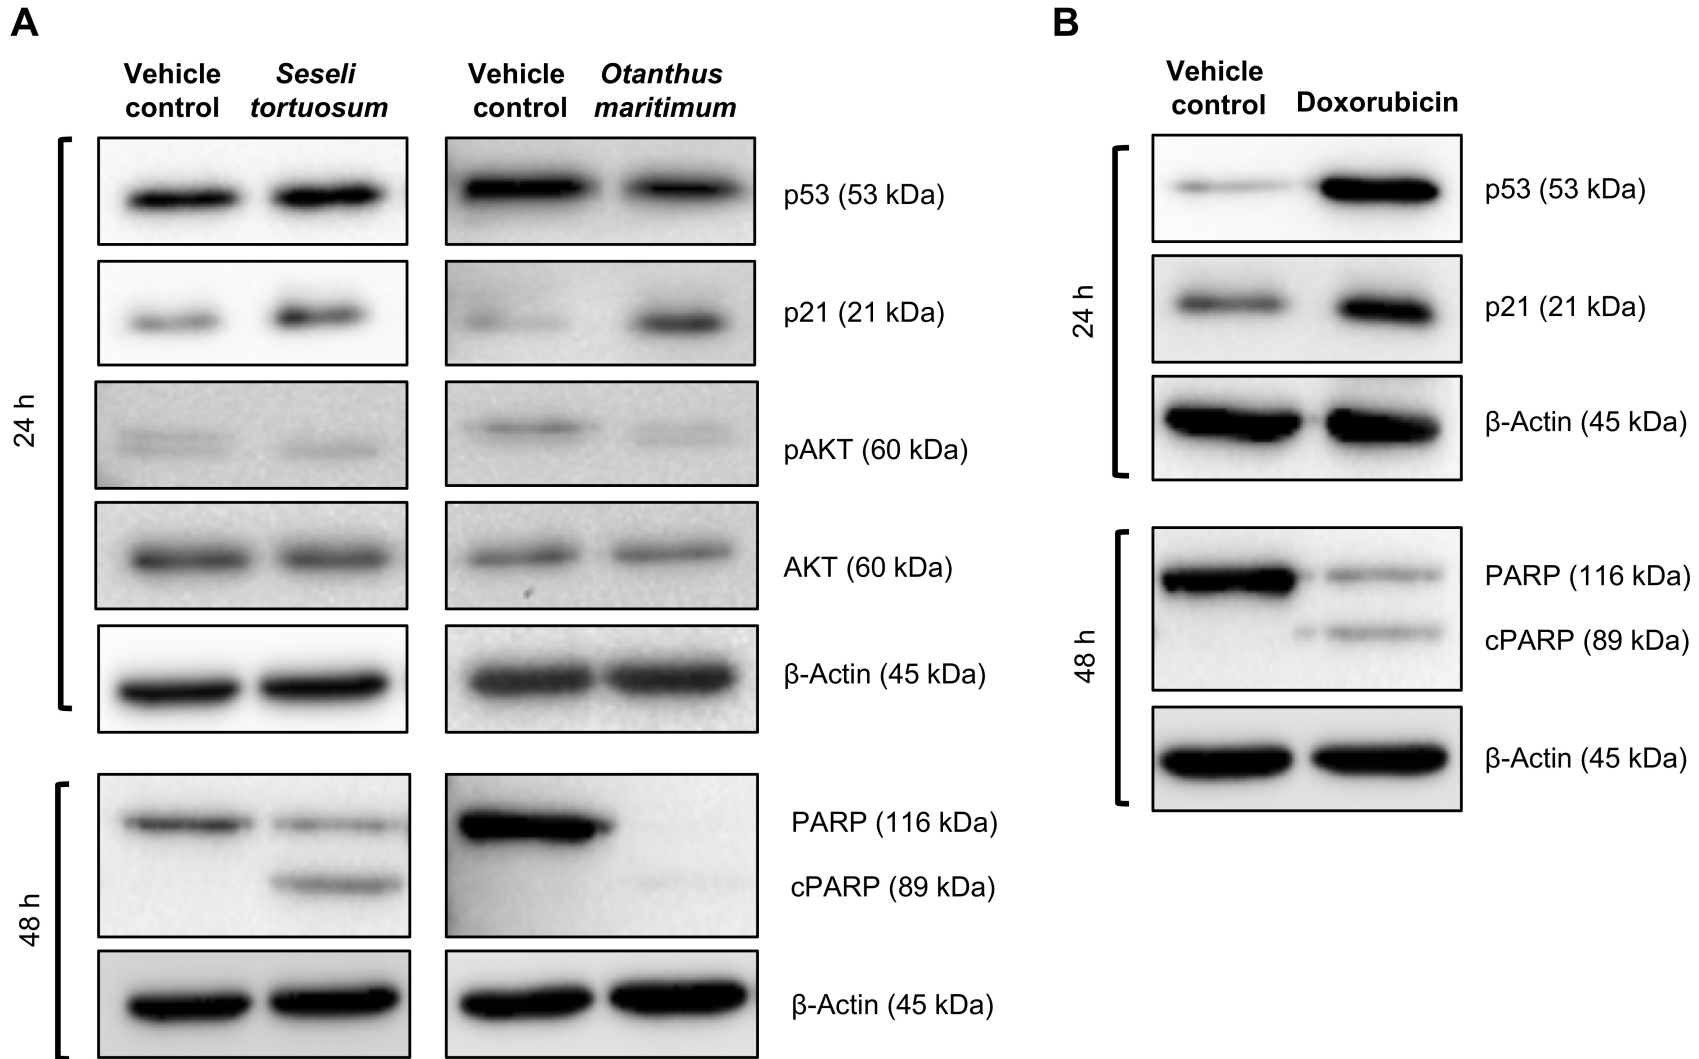 A
Vehicle control
Seseli tortuosum
Vehicle control
Otanthus maritimum
24 h
p53 (53 kDa)
p21 (21 kDa)
pAKT (60 kDa)
AKT (60 kDa)
β-Actin (45 kDa)
48 h
PARP (116 kDa)
cPARP (89 kDa)
β-Actin (45 kDa)
B
Vehicle control
Doxorubicin
24 h
p53 (53 kDa)
p21 (21 kDa)
β-Actin (45 kDa)
48 h
PARP (116 kDa)
cPARP (89 kDa)
β-Actin (45 kDa)